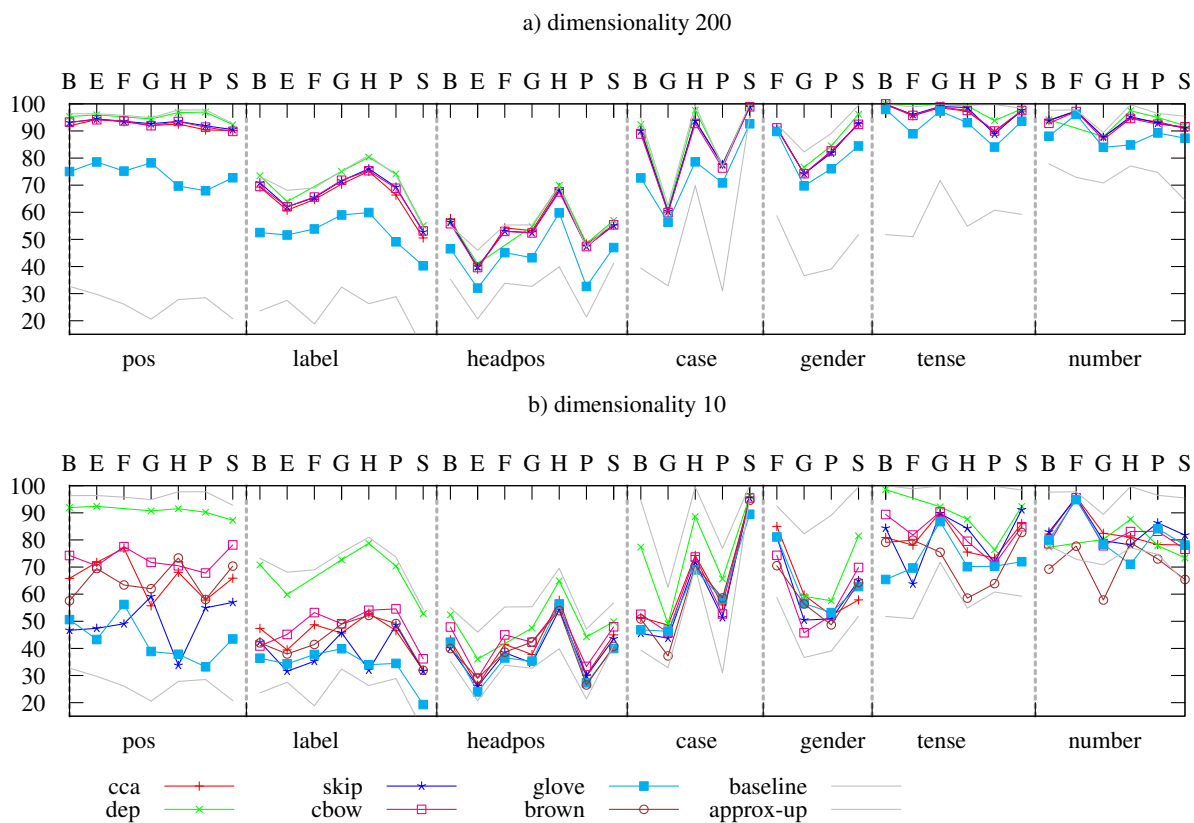 a) dimensionality 200
B E F G H P S B E F G H P S B E F G H P S B G H P S F G P S B F G H P S B F G H P S
100
90
80
70
60
50
40
30
20
pos label headpos case gender tense number
b) dimensionality 10
B E F G H P S B E F G H P S B E F G H P S B G H P S F G P S B F G H P S B F G H P S
100
90
80
70
60
50
40
30
20
pos label headpos case gender tense number
cca skip glove baseline
dep cbow brown approx-up